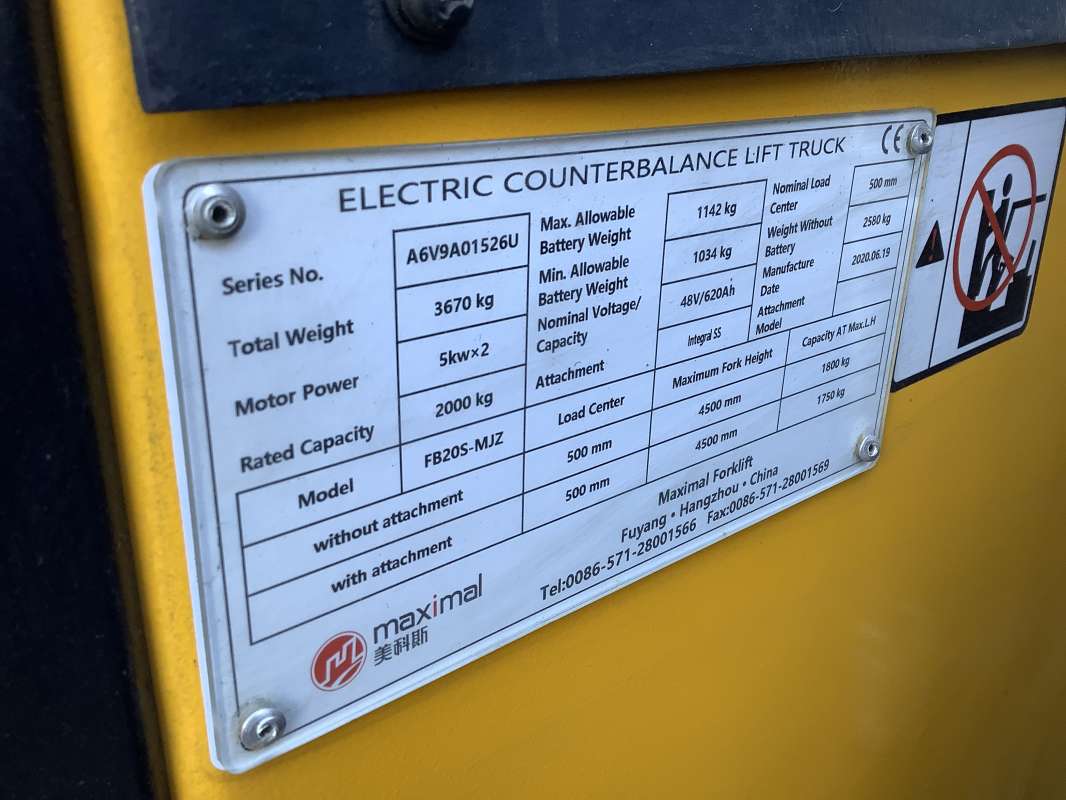 ELECTRIC COUNTERBALANCE LIFT TRUCK CE
Series No. A6V9A01526U Max. Allowable Battery Weight 1142 kg Nominal Load Center 500 mm
Total Weight 3670 kg Min. Allowable Battery Weight 1034 kg Weight Without Battery 2580 kg
Motor Power 5kw×2 Nominal Voltage/ Capacity 48V/620Ah Manufacture Date 2020.06.19
Rated Capacity 2000 kg Attachment Integral SS Attachment Model
Model FB20S-MJZ Load Center Maximum Fork Height Capacity AT Max.L.H
without attachment 500 mm 4500 mm 1800 kg
with attachment 500 mm 4500 mm 1750 kg
maximal
美科斯
Maximal Forklift
Fuyang • Hangzhou • China
Tel:0086-571-28001566 Fax:0086-571-28001569